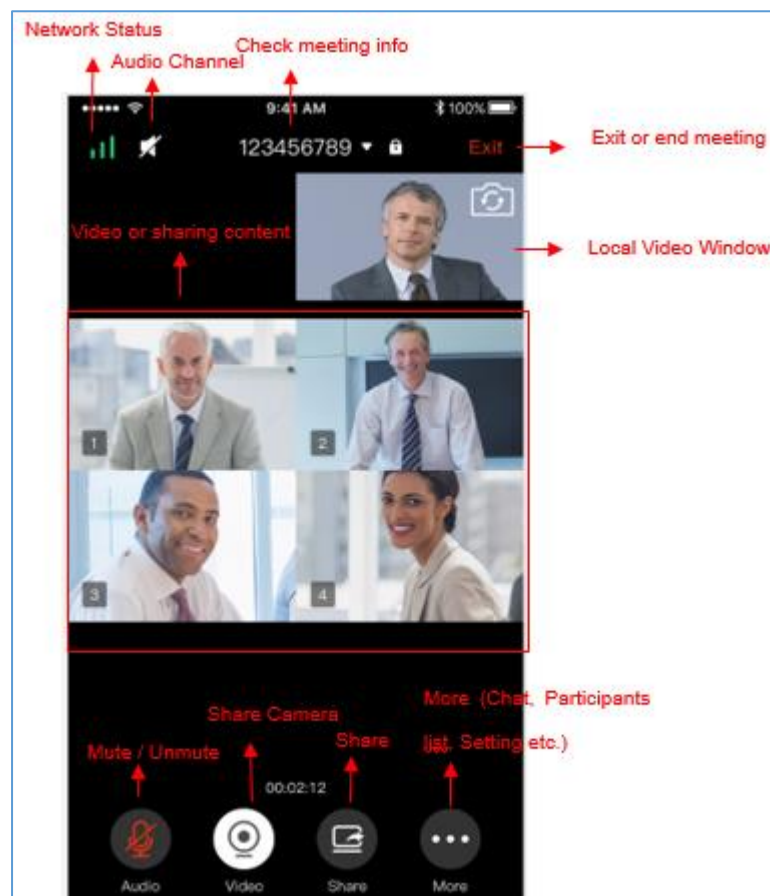 Network Status
Check meeting info
Audio Channel
9:41 AM
100%
123456789
Exit
Exit or end meeting
Video or sharing content
Local Video Window
1
2
3
4
More (Chat, Participants
Share Camera
Share
list, Setting etc.)
Mute / Unmute
00:02:12
Audio
Video
Share
More